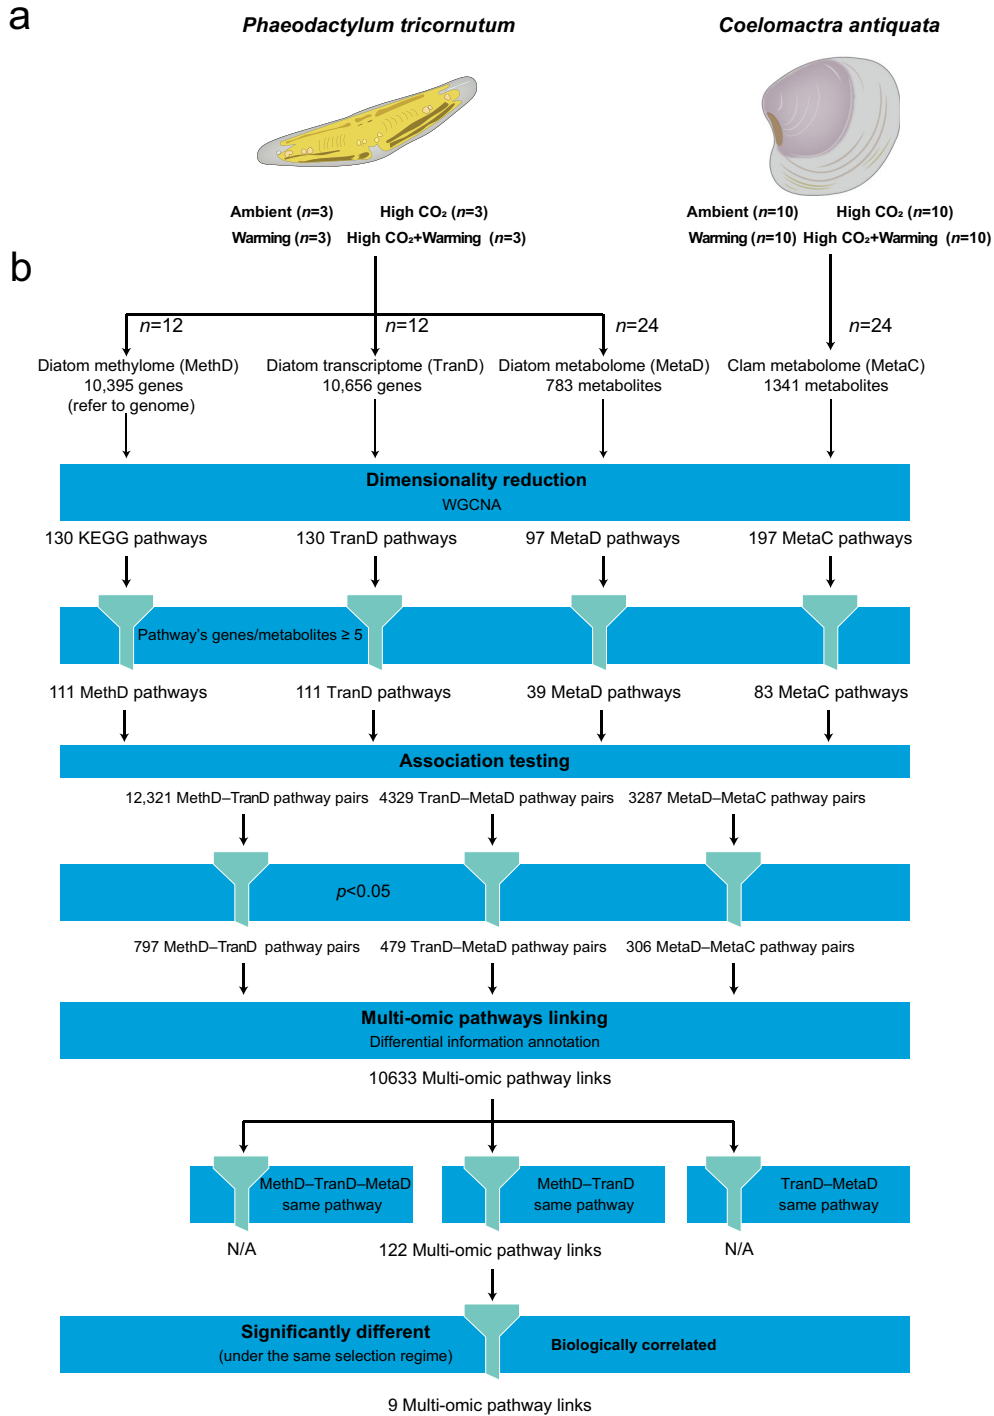 a
Phaeodactylum tricornutum
Coelomactra antiquata
Ambient (n=3) High CO₂ (n=3)
Warming (n=3) High CO₂+Warming (n=3)
Ambient (n=10) High CO₂ (n=10)
Warming (n=10) High CO₂+Warming (n=10)
b
n=12 n=12 n=24 n=24
Diatom methylome (MethD)
10,395 genes
(refer to genome)
Diatom transcriptome (TranD)
10,656 genes
Diatom metabolome (MetaD)
783 metabolites
Clam metabolome (MetaC)
1341 metabolites
Dimensionality reduction
WGCNA
130 KEGG pathways 130 TranD pathways 97 MetaD pathways 197 MetaC pathways
Pathway's genes/metabolites ≥ 5
111 MethD pathways 111 TranD pathways 39 MetaD pathways 83 MetaC pathways
Association testing
12,321 MethD–TranD pathway pairs 4329 TranD–MetaD pathway pairs 3287 MetaD–MetaC pathway pairs
p<0.05
797 MethD–TranD pathway pairs 479 TranD–MetaD pathway pairs 306 MetaD–MetaC pathway pairs
Multi-omic pathways linking
Differential information annotation
10633 Multi-omic pathway links
MethD–TranD–MetaD
same pathway
MethD–TranD
same pathway
TranD–MetaD
same pathway
N/A 122 Multi-omic pathway links N/A
Significantly different
(under the same selection regime)
Biologically correlated
9 Multi-omic pathway links